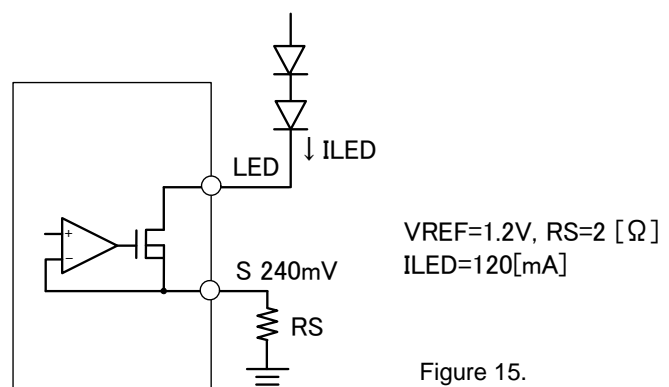 ↓ ILED
LED
+
−
S 240mV
RS
VREF=1.2V, RS=2 [Ω]
ILED=120[mA]
Figure 15.